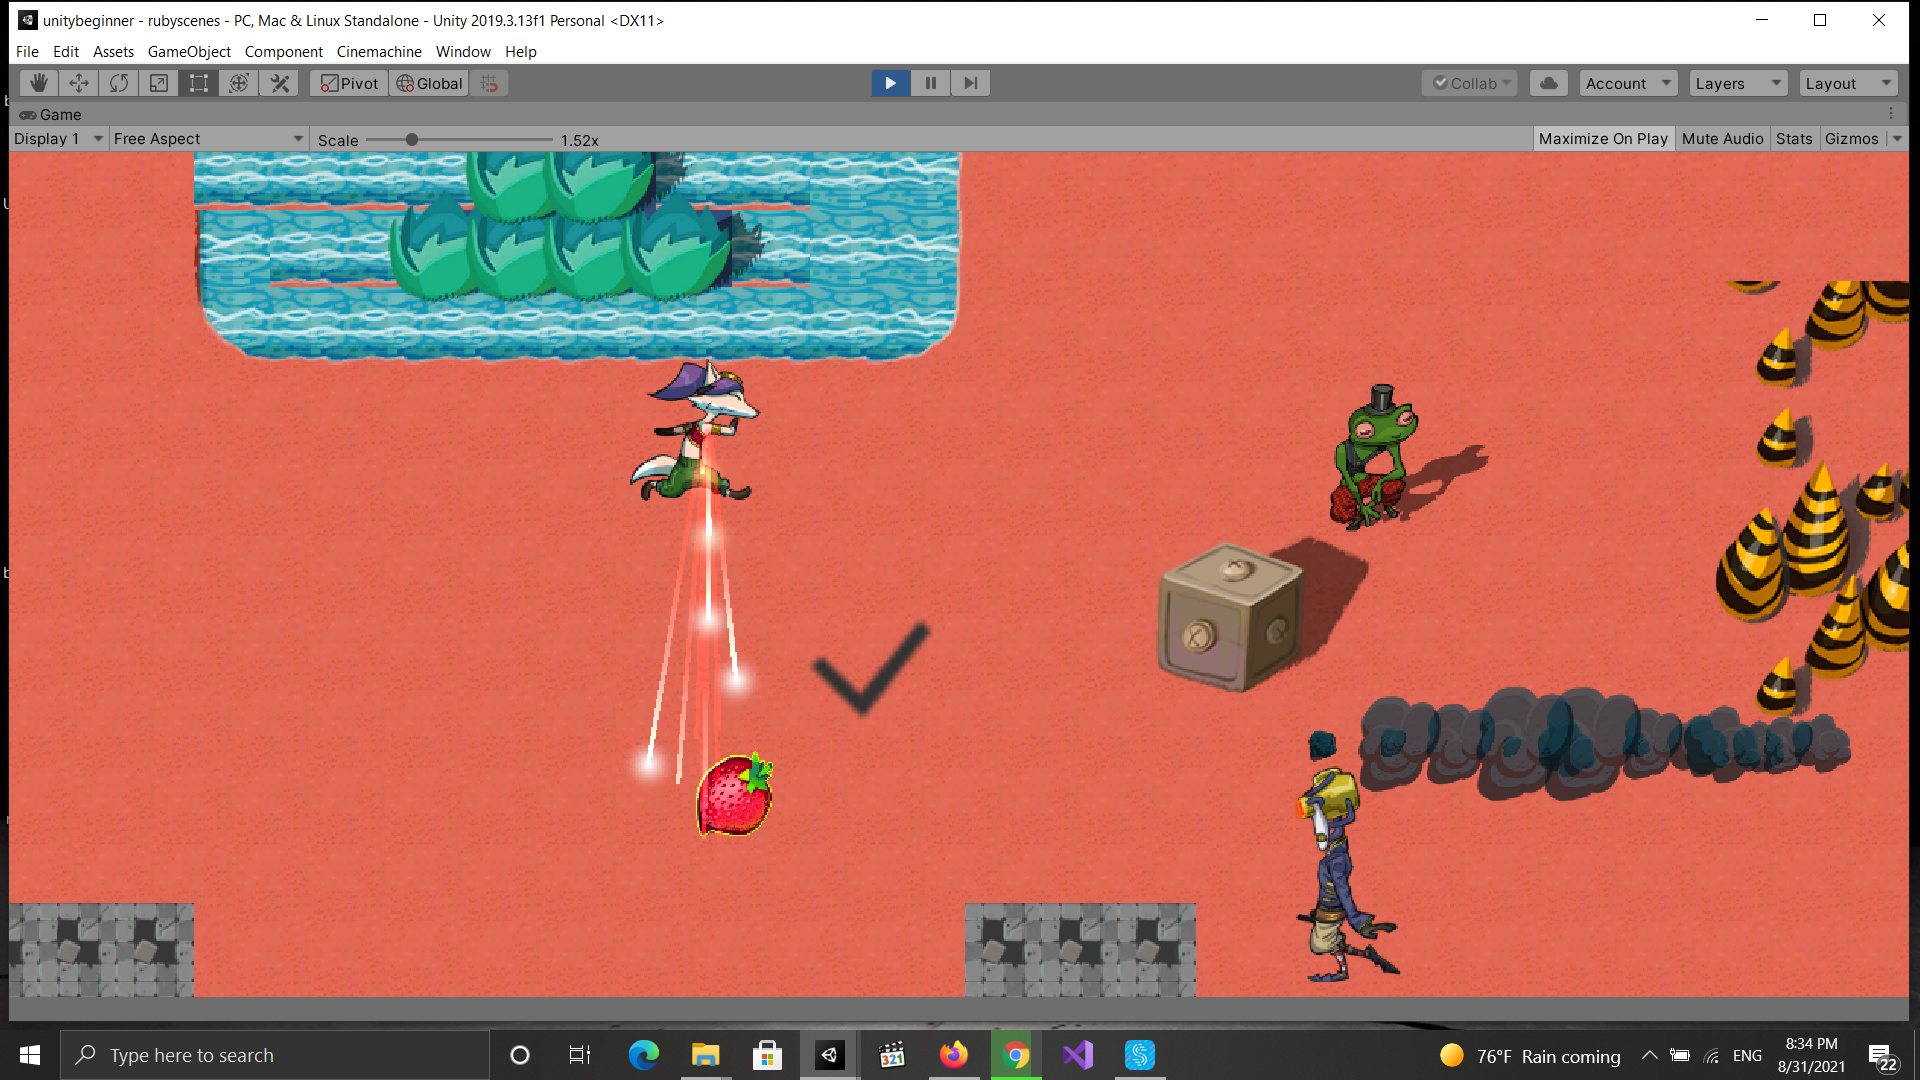 unitybeginner - rubyscenes - PC, Mac & Linux Standalone - Unity 2019.3.13f1 Personal <DX11>
File Edit Assets GameObject Component Cinemachine Window Help
Pivot Global Collab Account Layers Layout
Game
Display 1 Free Aspect Scale 1.52x Maximize On Play Mute Audio Stats Gizmos
Type here to search
321
76°F Rain coming
ENG
8:34 PM
8/31/2021
22